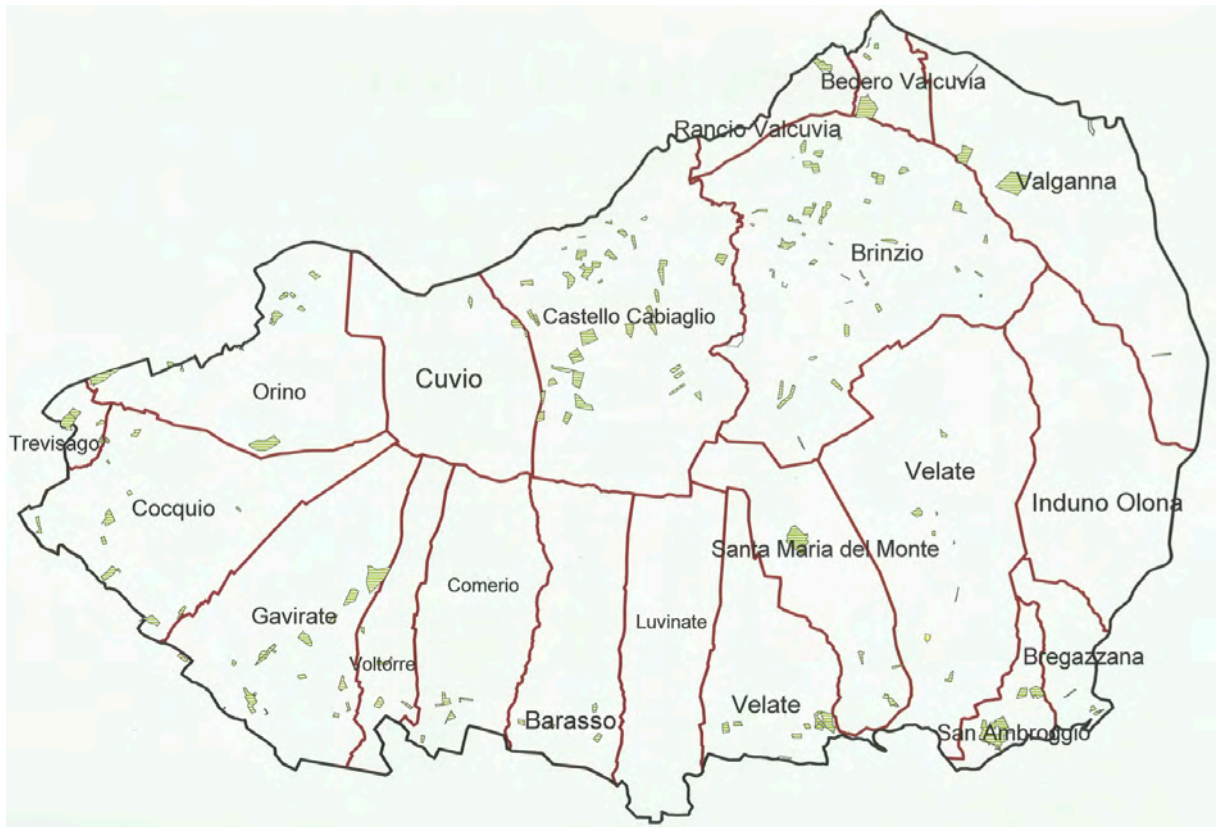 Bedero Valcuvia
Rancio Valcuvia
Valganna
Brinzio
Castello Cabiaglio
Cuvio
Orino
Trevisago
Velate
Cocquio
Induno Olona
Santa Maria del Monte
Comerio
Gavirate
Luvinate
Voltorre
Bregazzana
Velate
Barasso
San Ambroggio